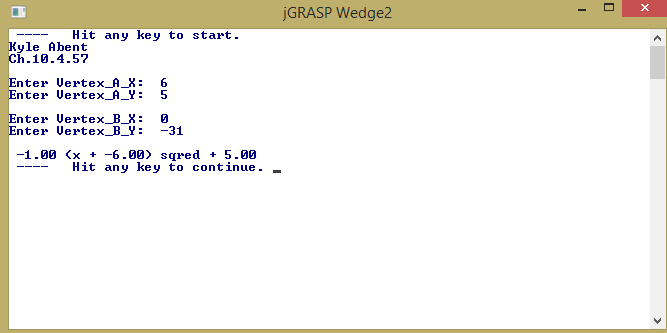 jGRASP Wedge2
----   Hit any key to start.
Kyle Abent
Ch.10.4.57
Enter Vertex_A_X:  6
Enter Vertex_A_Y:  5
Enter Vertex_B_X:  0
Enter Vertex_B_Y:  -31
-1.00 (x + -6.00) sqred + 5.00
----   Hit any key to continue.